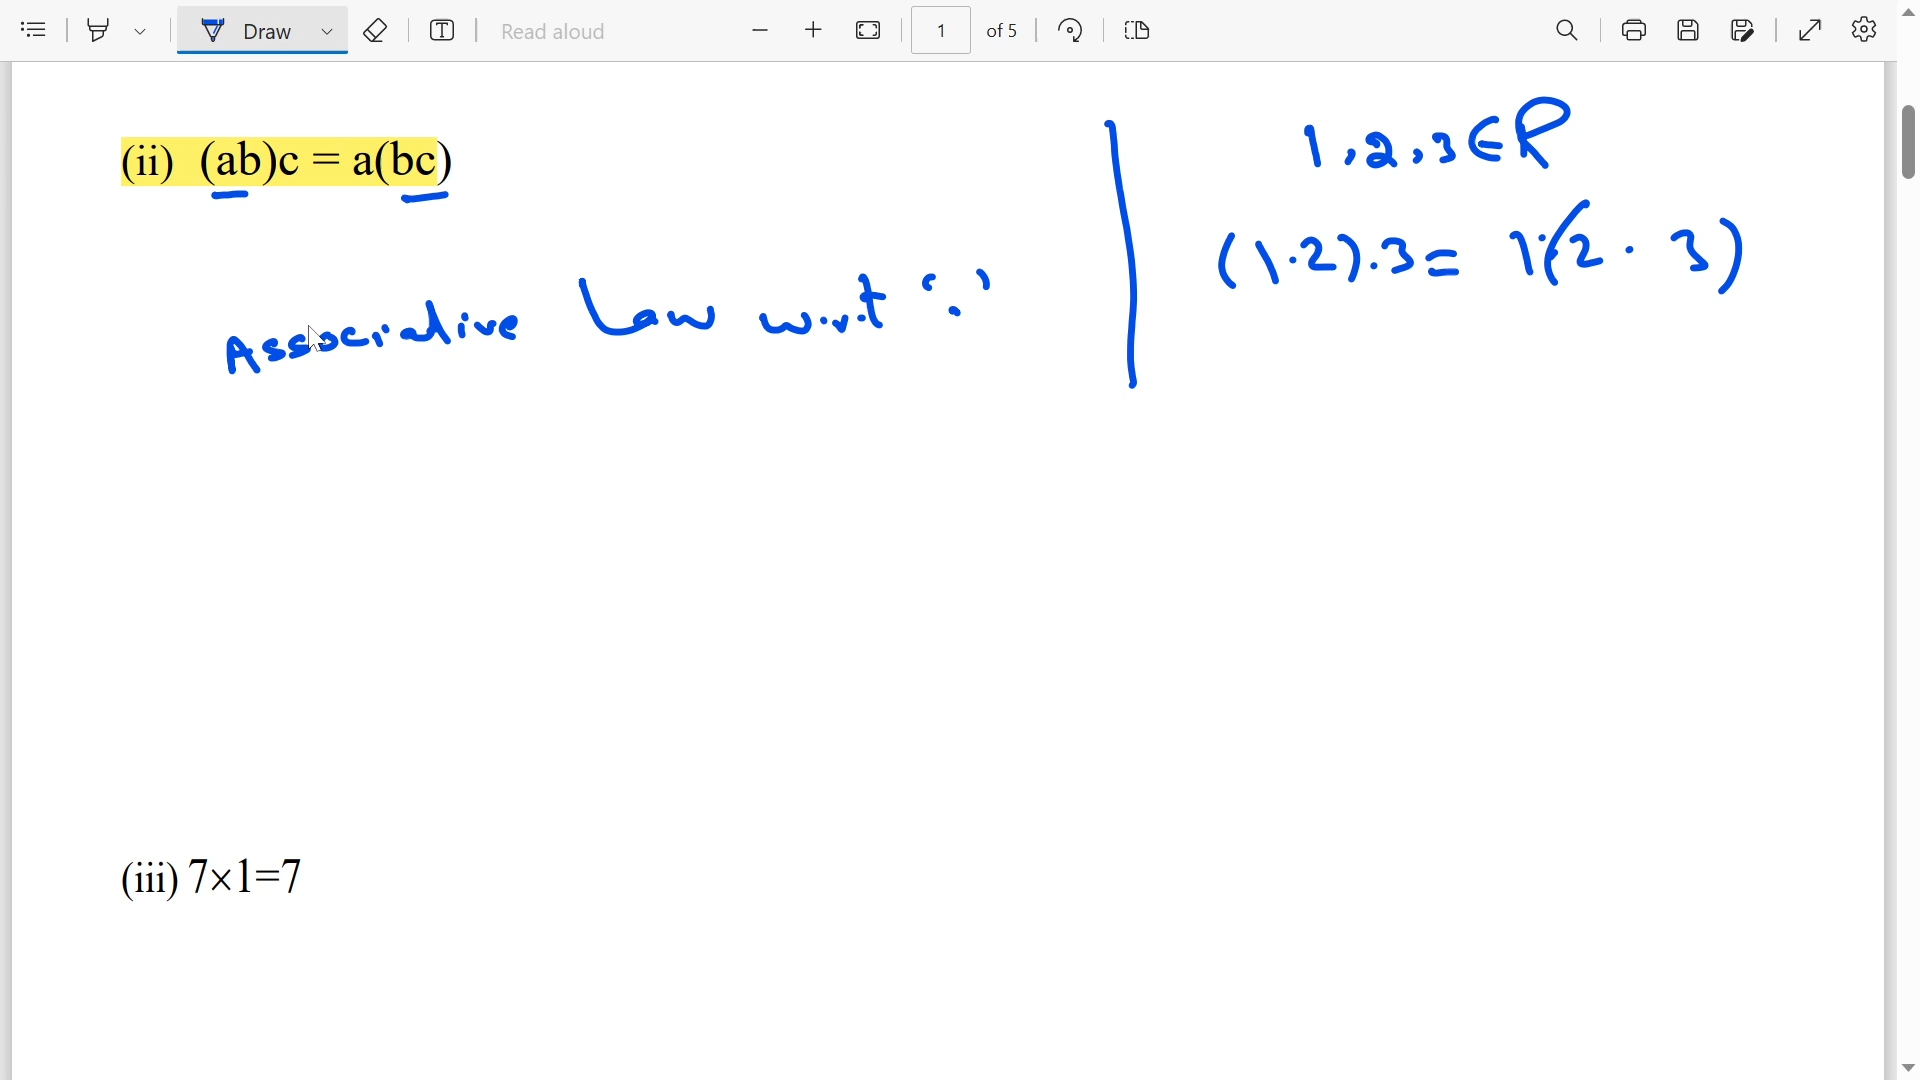 Draw
Read aloud
1 of 5
(ii) (ab)c = a(bc)
Associative Law w.r.t "."
1,2,3∈R
(1·2)·3= 1·(2·3)
(iii) 7×1=7